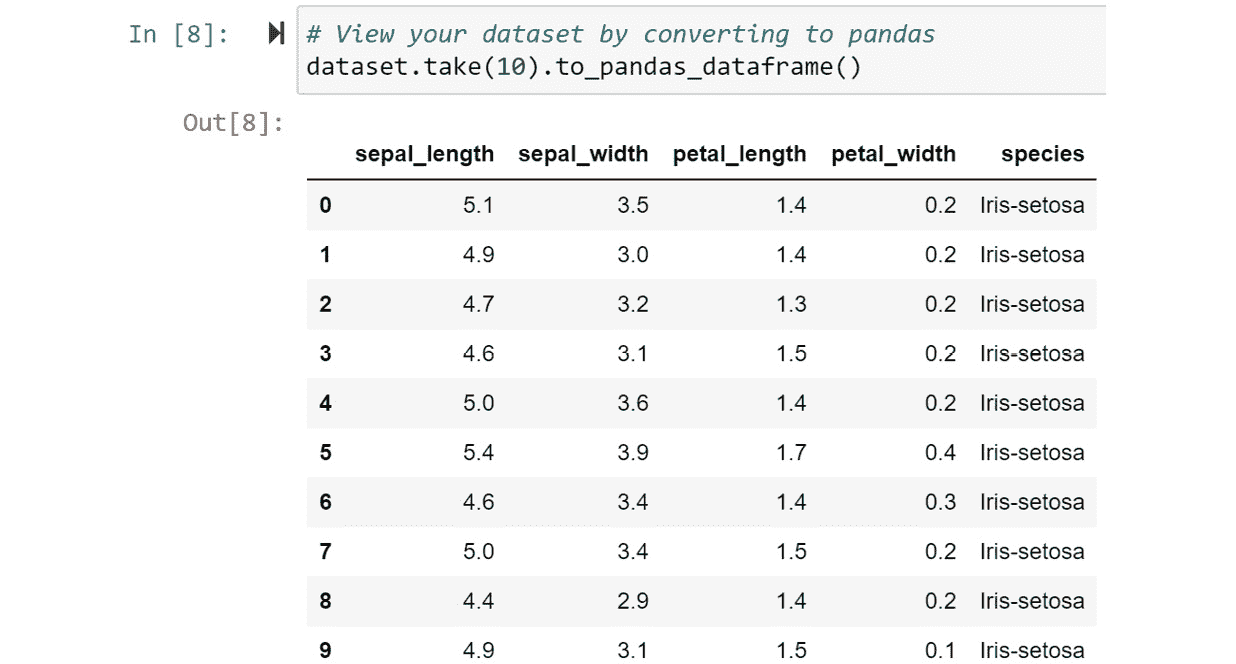 In [8]: # View your dataset by converting to pandas
dataset.take(10).to_pandas_dataframe()
Out[8]:
sepal_length sepal_width petal_length petal_width species
0 5.1 3.5 1.4 0.2 Iris-setosa
1 4.9 3.0 1.4 0.2 Iris-setosa
2 4.7 3.2 1.3 0.2 Iris-setosa
3 4.6 3.1 1.5 0.2 Iris-setosa
4 5.0 3.6 1.4 0.2 Iris-setosa
5 5.4 3.9 1.7 0.4 Iris-setosa
6 4.6 3.4 1.4 0.3 Iris-setosa
7 5.0 3.4 1.5 0.2 Iris-setosa
8 4.4 2.9 1.4 0.2 Iris-setosa
9 4.9 3.1 1.5 0.1 Iris-setosa